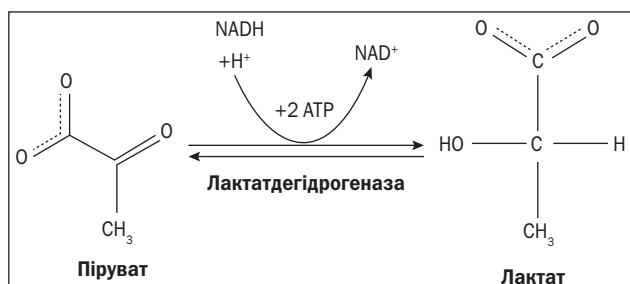 NADH
+H⁺
NAD⁺
+2 ATP
O
O
C
O
O
O
HO
C
H
CH₃
CH₃
Лактатдегідрогеназа
Піруват
Лактат